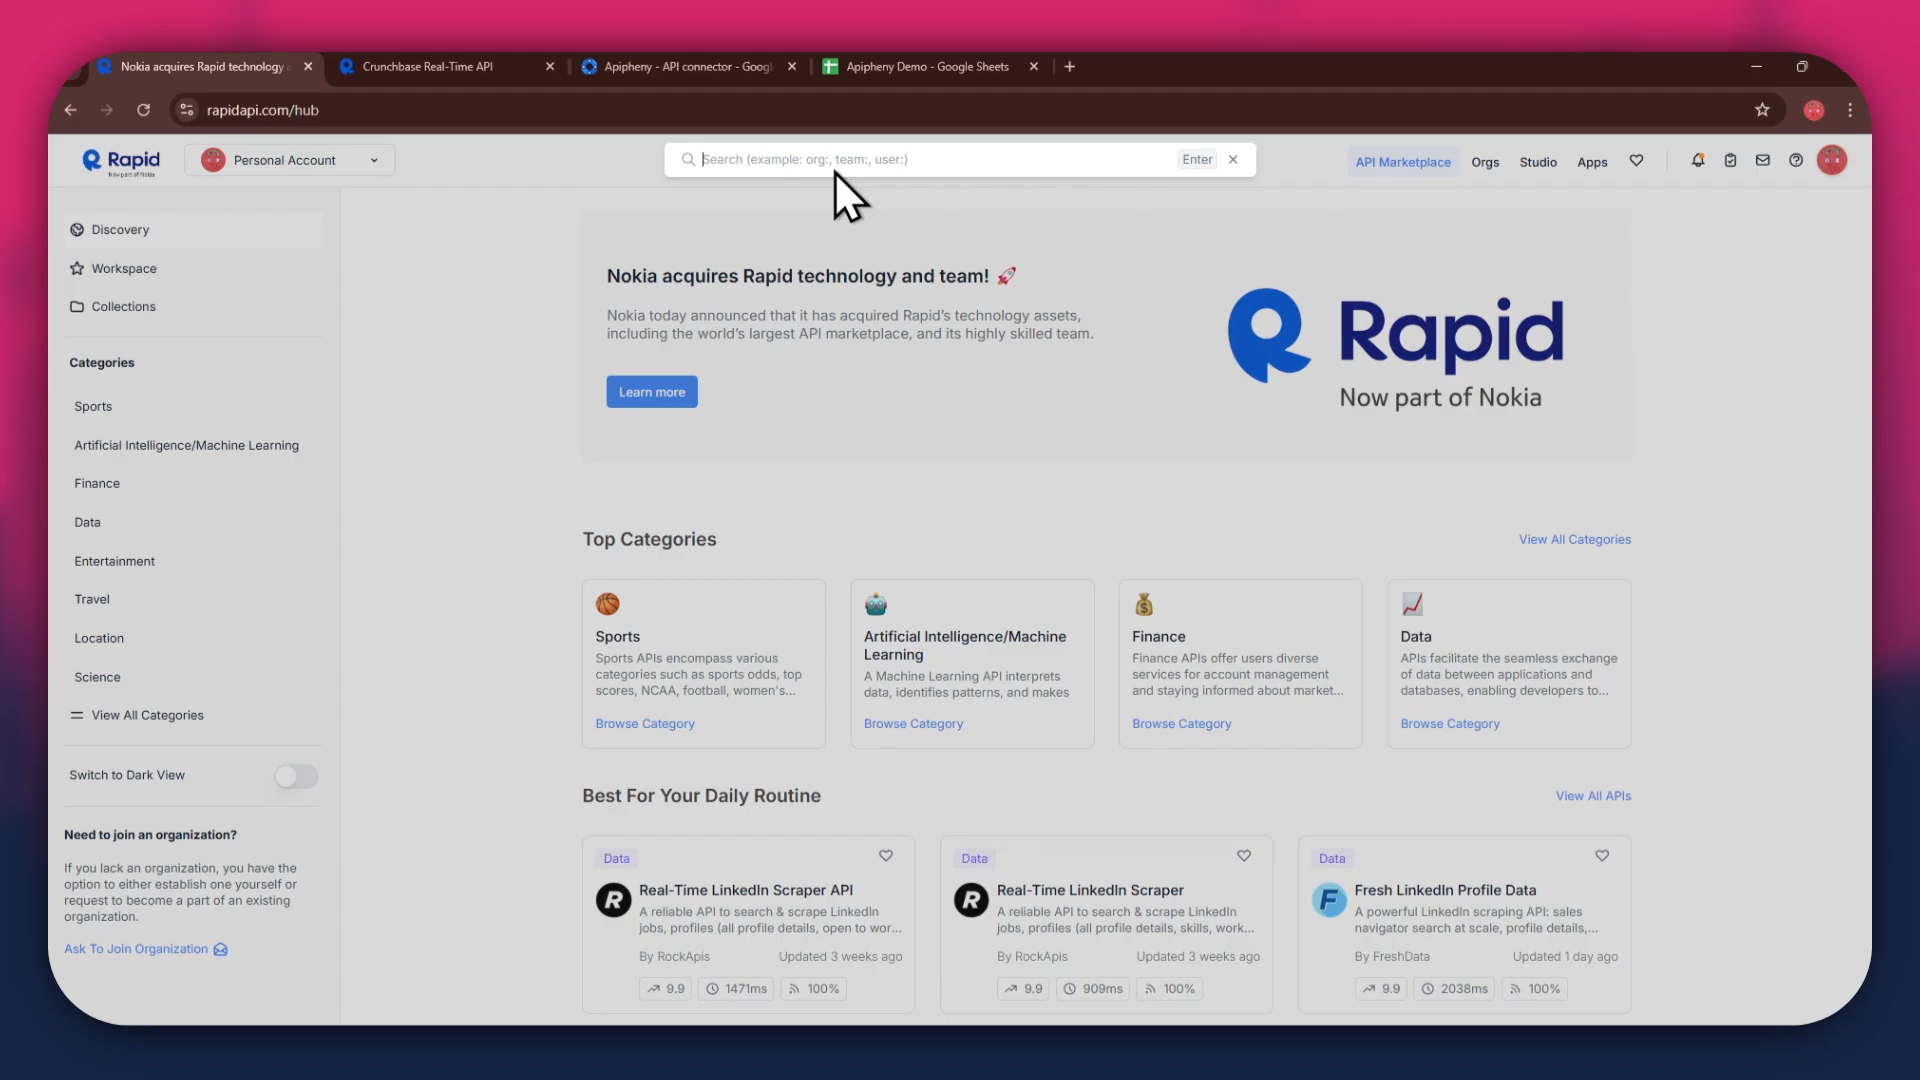 Nokia acquires Rapid technology a
Crunchbase Real-Time API
Apipheny - API connector - Googl
Apipheny Demo - Google Sheets
rapidapi.com/hub
Rapid
Now part of Nokia
Personal Account
Search (example: org:, team:, user:)
Enter
API Marketplace
Orgs
Studio
Apps
Discovery
Workspace
Collections
Categories
Sports
Artificial Intelligence/Machine Learning
Finance
Data
Entertainment
Travel
Location
Science
View All Categories
Switch to Dark View
Need to join an organization?
If you lack an organization, you have the
option to either establish one yourself or
request to become a part of an existing
organization.
Ask To Join Organization
Nokia acquires Rapid technology and team! 🚀
Nokia today announced that it has acquired Rapid's technology assets,
including the world's largest API marketplace, and its highly skilled team.
Learn more
Rapid
Now part of Nokia
Top Categories
View All Categories
Sports
Sports APIs encompass various
categories such as sports odds, top
scores, NCAA, football, women's...
Browse Category
Artificial Intelligence/Machine
Learning
A Machine Learning API interprets
data, identifies patterns, and makes
Browse Category
Finance
Finance APIs offer users diverse
services for account management
and staying informed about market...
Browse Category
Data
APIs facilitate the seamless exchange
of data between applications and
databases, enabling developers to...
Browse Category
Best For Your Daily Routine
View All APIs
Data
R
Real-Time LinkedIn Scraper API
A reliable API to search & scrape LinkedIn
jobs, profiles (all profile details, open to wor...
By RockApis
Updated 3 weeks ago
9.9
1471ms
100%
Data
R
Real-Time LinkedIn Scraper
A reliable API to search & scrape LinkedIn
jobs, profiles (all profile details, skills, work...
By RockApis
Updated 3 weeks ago
9.9
909ms
100%
Data
F
Fresh LinkedIn Profile Data
A powerful LinkedIn scraping API: sales
navigator search at scale, profile details,...
By FreshData
Updated 1 day ago
9.9
2038ms
100%